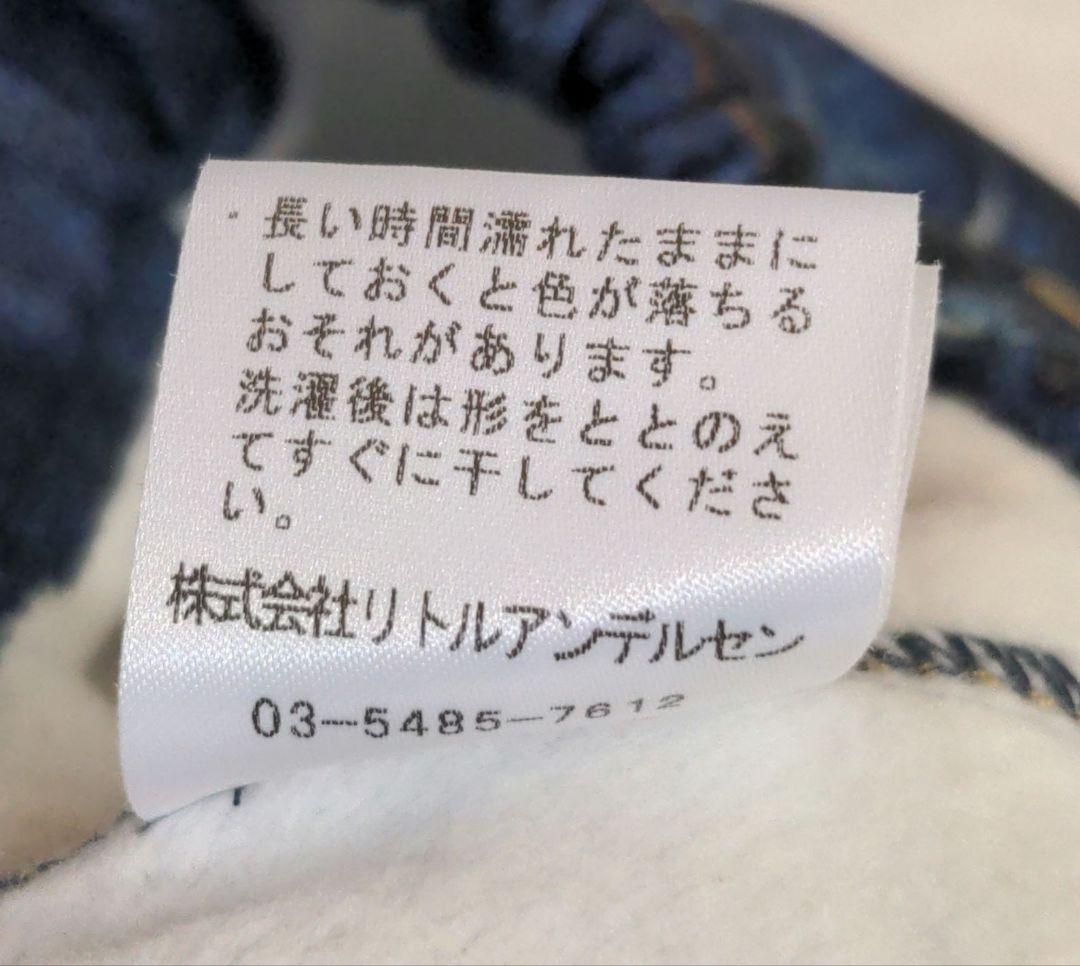 ・長い時間濡れたままに
しておくと色が落ちる
おそれがあります。
洗濯後は形をととのえ
てすぐに干してくださ
い。
株式会社リトルアンデルセン
03-5485-7612